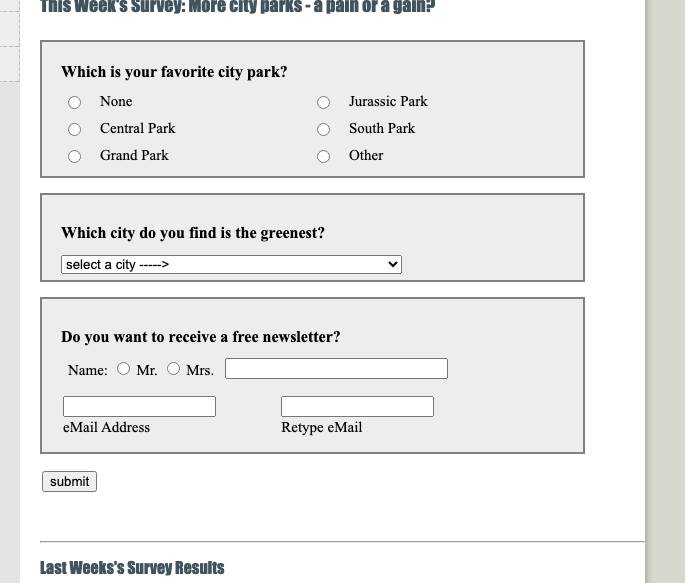 This Week's Survey: More city parks - a pain or a gain?
Which is your favorite city park?
None
Jurassic Park
Central Park
South Park
Grand Park
Other
Which city do you find is the greenest?
select a city ----->
Do you want to receive a free newsletter?
Name: Mr. Mrs.
eMail Address
Retype eMail
submit
Last Weeks's Survey Results